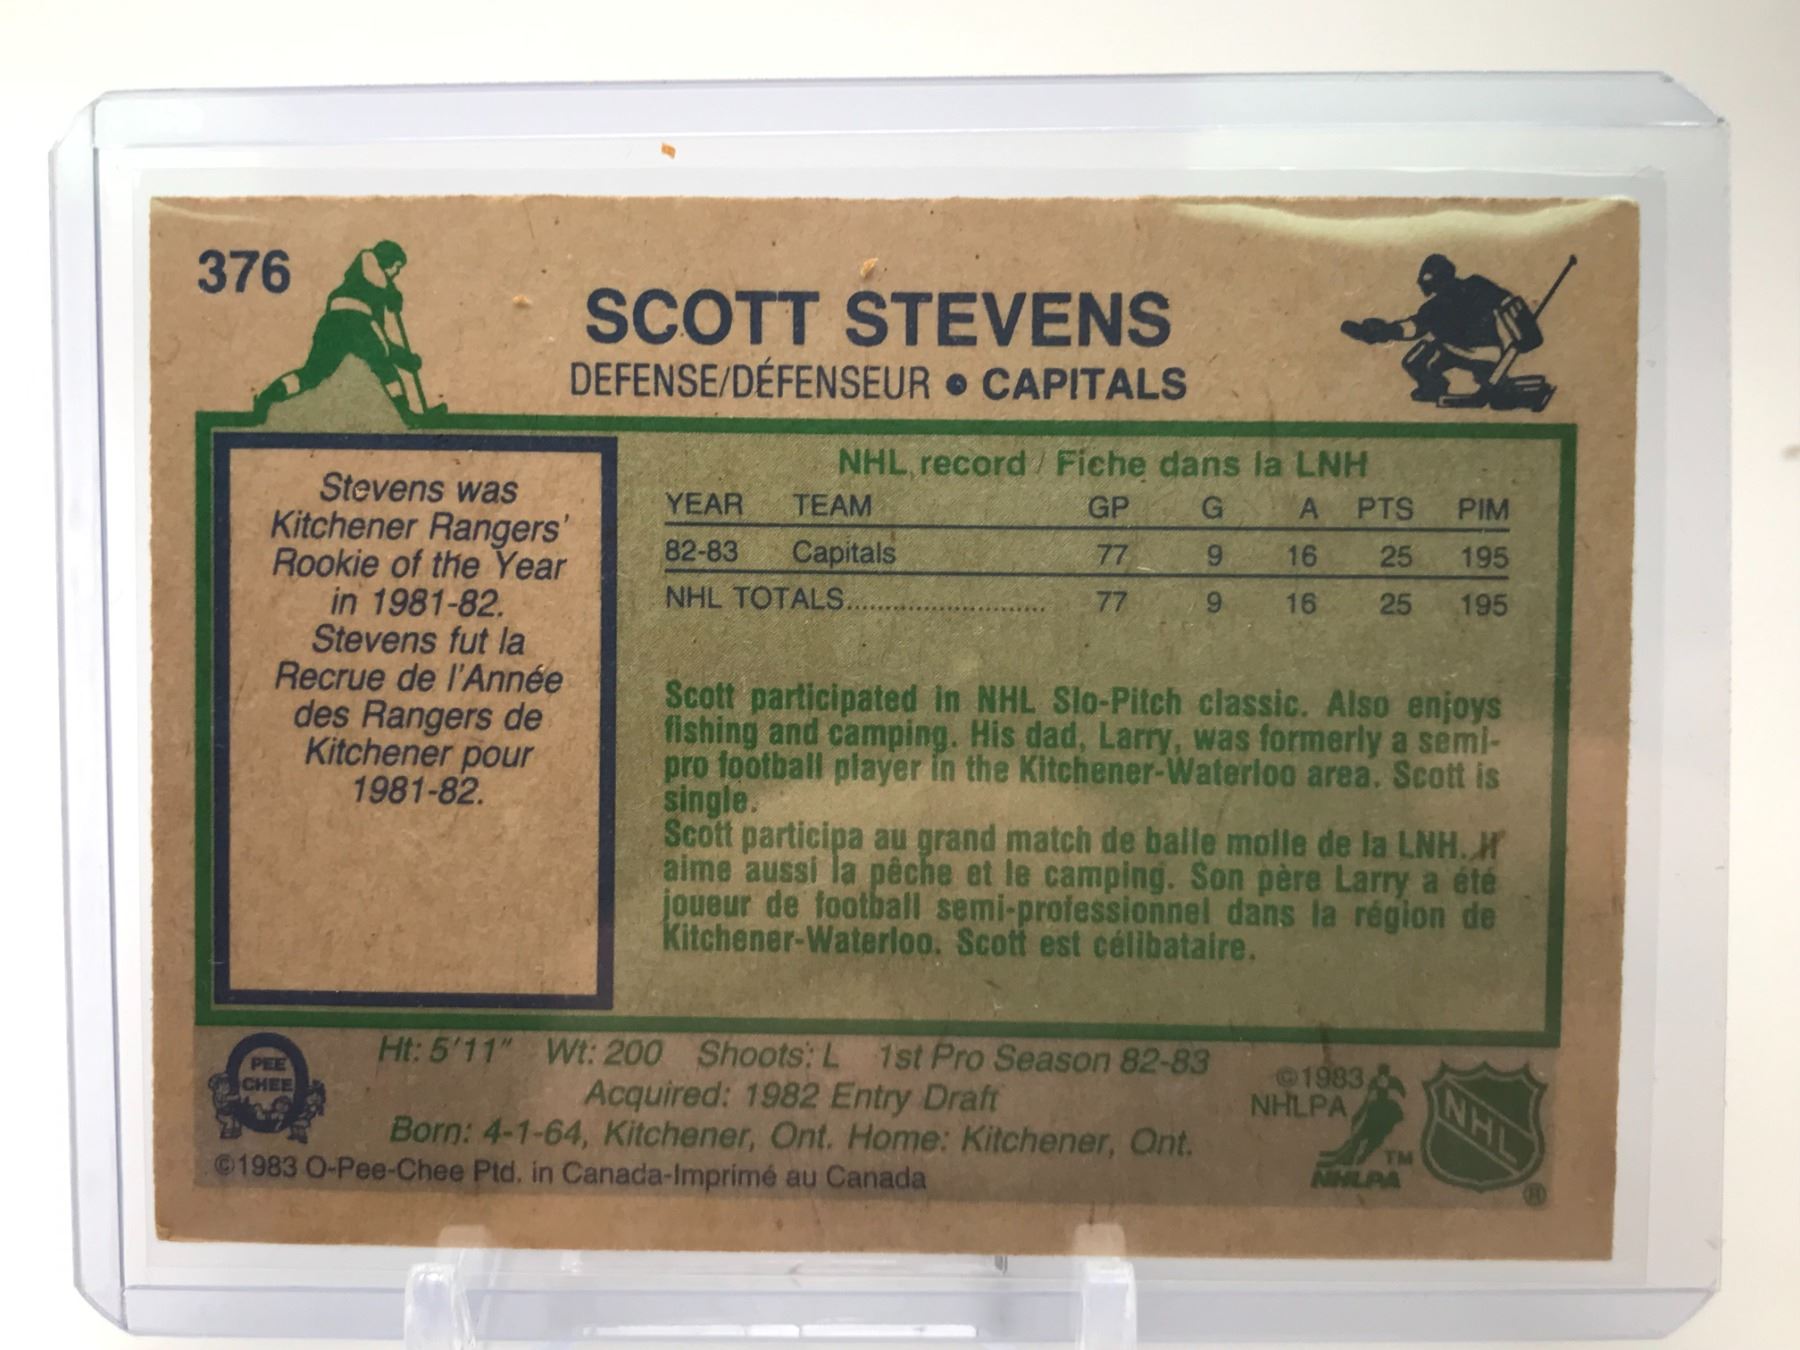 376
SCOTT STEVENS
DEFENSE/DÉFENSEUR • CAPITALS
Stevens was
Kitchener Rangers'
Rookie of the Year
in 1981-82.
Stevens fut la
Recrue de l'Année
des Rangers de
Kitchener pour
1981-82.
NHL record / Fiche dans la LNH
YEAR TEAM GP G A PTS PIM
82-83 Capitals 77 9 16 25 195
NHL TOTALS.......................... 77 9 16 25 195
Scott participated in NHL Slo-Pitch classic. Also enjoys
fishing and camping. His dad, Larry, was formerly a semi-
pro football player in the Kitchener-Waterloo area. Scott is
single.
Scott participa au grand match de balle molle de la LNH. Il
aime aussi la pêche et le camping. Son père Larry a été
joueur de football semi-professionnel dans la région de
Kitchener-Waterloo. Scott est célibataire.
PEE
CHEE
Ht: 5'11" Wt: 200 Shoots: L 1st Pro Season 82-83
Acquired: 1982 Entry Draft
Born: 4-1-64, Kitchener, Ont. Home: Kitchener, Ont.
©1983 O-Pee-Chee Ptd. in Canada-Imprimé au Canada
©1983
NHLPA
TM
NHLPA
NHL
®